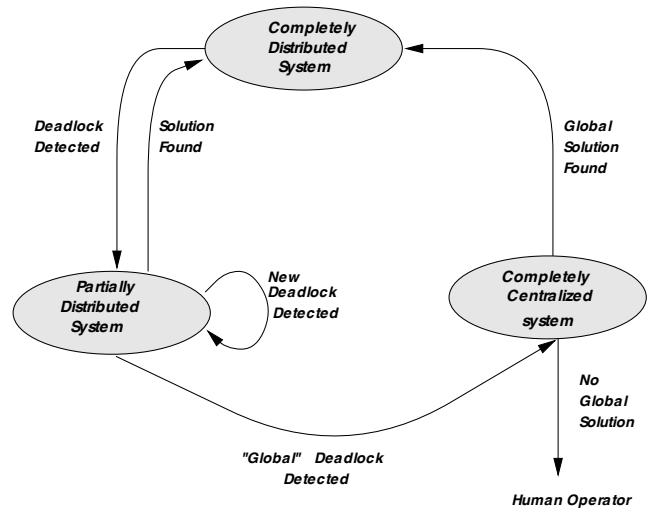 Completely
Distributed
System
Deadlock
Detected
Solution
Found
Global
Solution
Found
Partially
Distributed
System
New
Deadlock
Detected
Completely
Centralized
system
No
Global
Solution
"Global" Deadlock
Detected
Human Operator